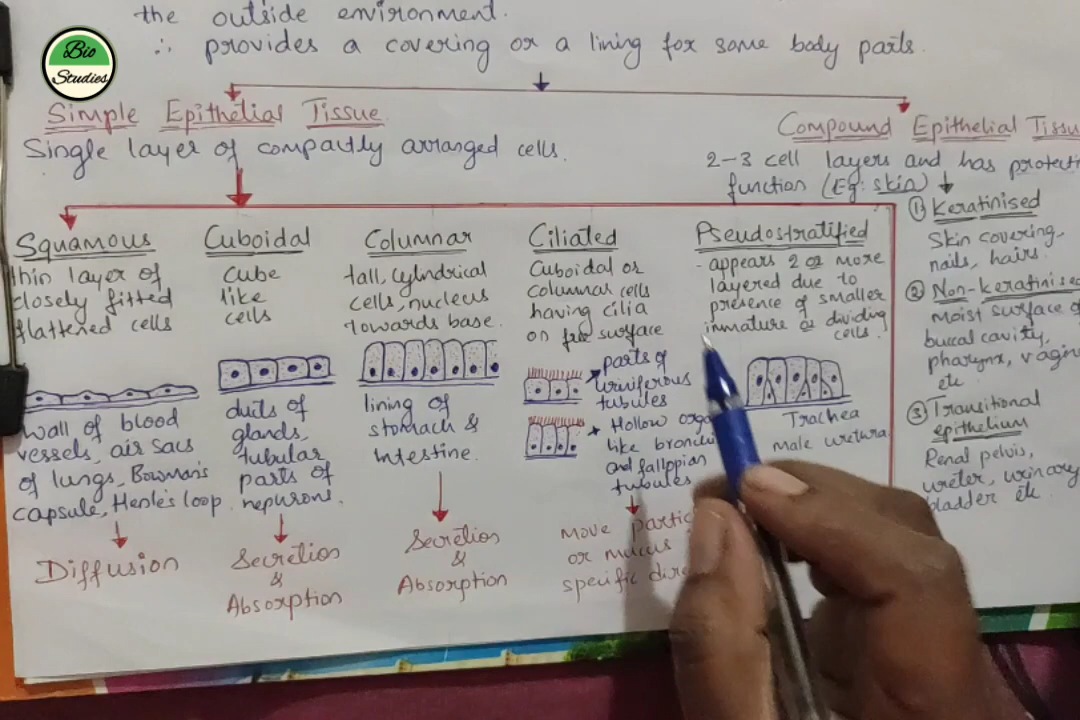 the outside environment.
∴ provides a covering or a lining for some body parts.
Bio
Studies
Simple Epithelial Tissue
Single layer of compactly arranged cells.
Compound Epithelial Tissu
2-3 cell layers and has protecti
function (Eg: skin)
Squamous
thin layer of
closely fitted
flattened cells
wall of blood
vessels, air sacs
of lungs, Bowman's
capsule, Henle's loop.
Diffusion
Cuboidal
Cube
like
cells
ducts of
glands,
tubular
parts of
nephrons.
Secretion
&
Absorption
Columnar
tall, cylindrical
cells, nucleus
towards base.
lining of
stomach &
intestine.
Secretion
&
Absorption
Ciliated
Cuboidal or
columnar cells
having cilia
on free surface
parts of
uriniferous
tubules
Hollow orga
like bronchi
and fallopian
tubules
Move partic
or mucus
specific dire
Pseudostratified
- appears 2 or more
layered due to
presence of smaller
immature or dividing
cells.
Trachea
male urethra
① Keratinised
Skin covering,
nails, hairs.
② Non-keratinised
Moist surface of
buccal cavity,
pharynx, vagin
etc
③ Transitional
epithelium
Renal pelvis,
ureter, urinary
bladder etc